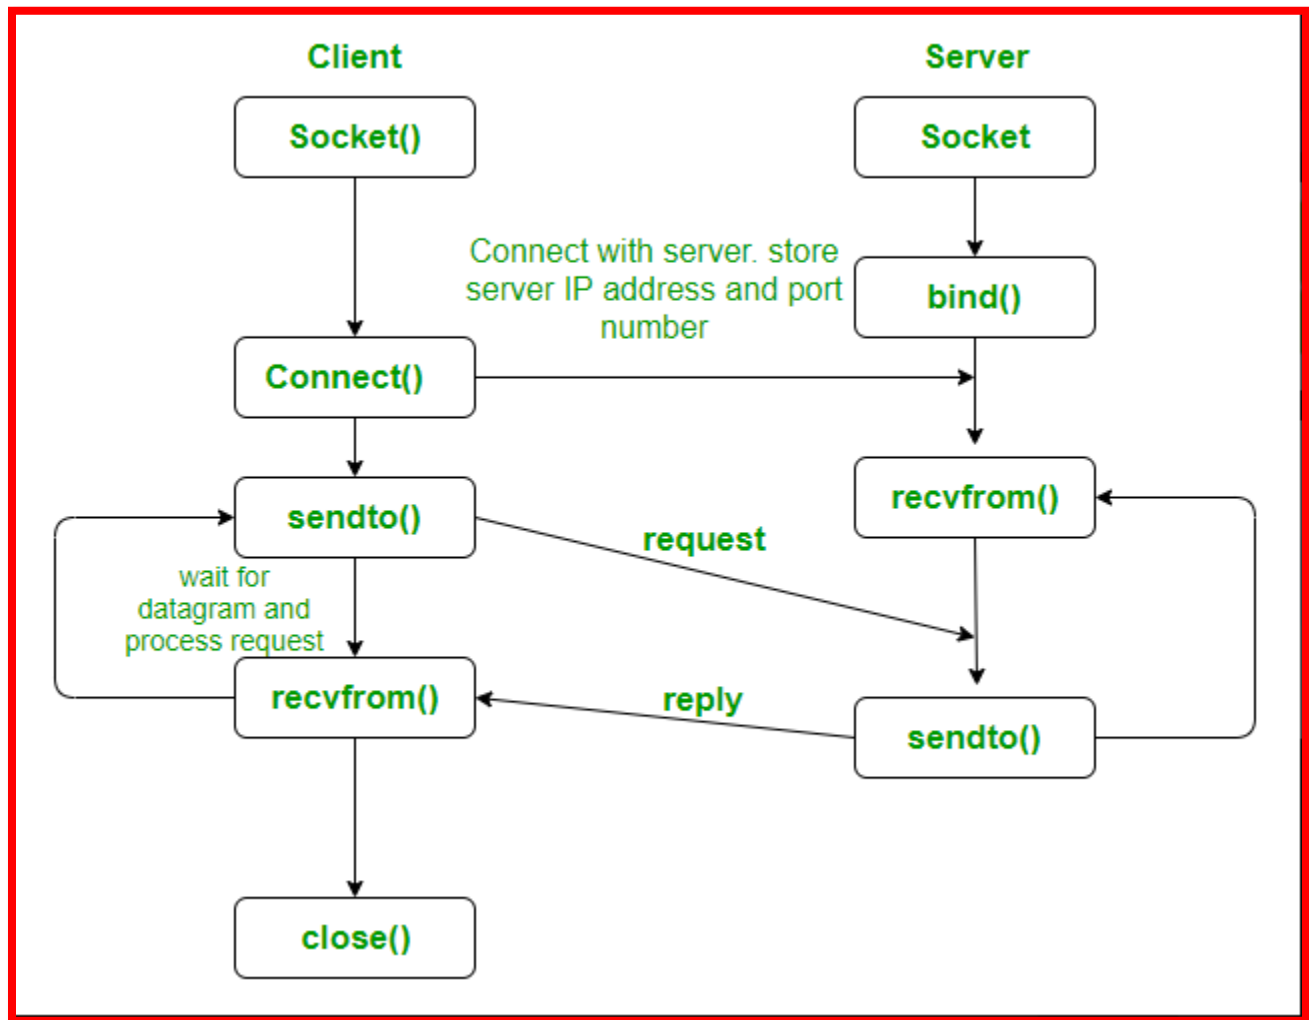 Client
Server
Socket()
Socket
Connect with server. store
server IP address and port
number
bind()
Connect()
sendto()
request
recvfrom()
wait for
datagram and
process request
recvfrom()
reply
sendto()
close()